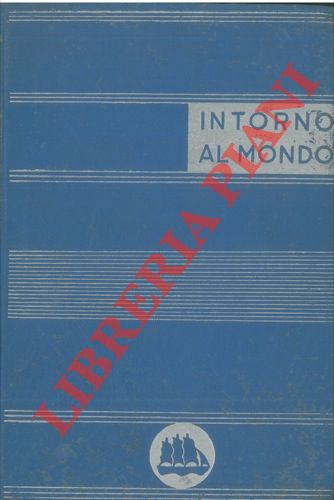 INTORNO
AL MONDO
LIBRERIA PIANI